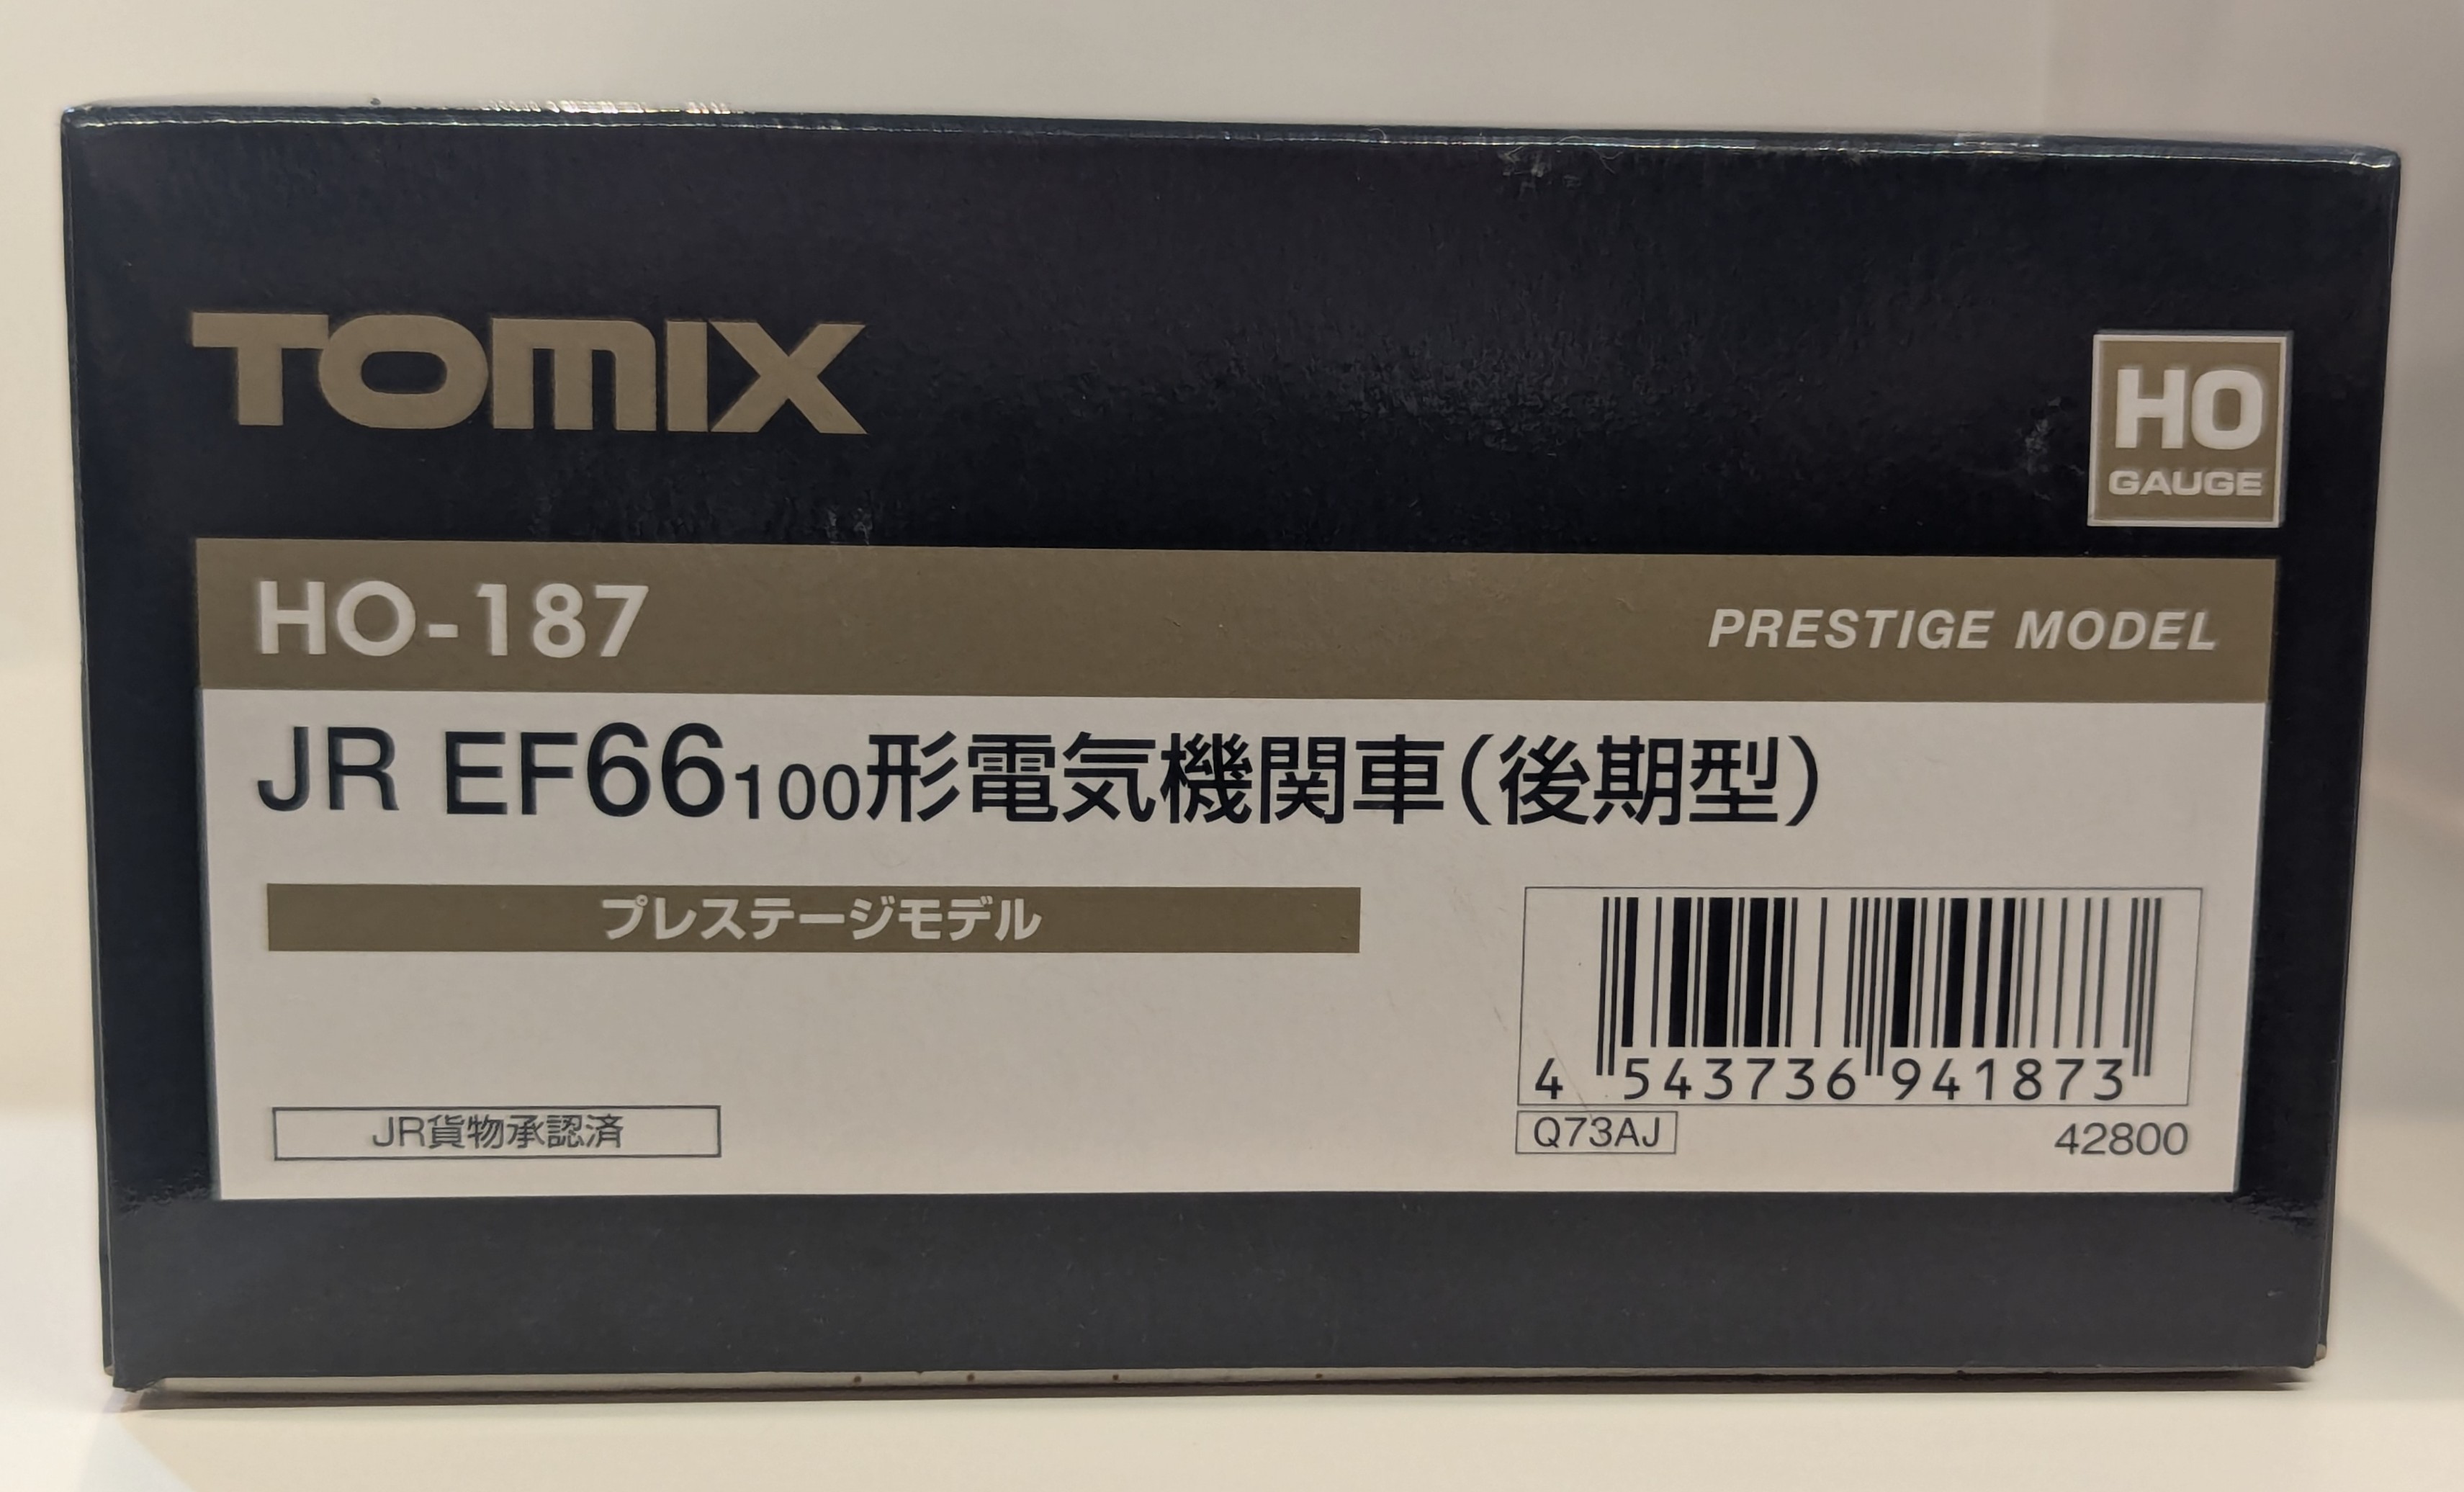 TOMIX
HO
GAUGE
HO-187
PRESTIGE MODEL
JR EF66100形電気機関車(後期型)
プレステージモデル
4 543736 941873
JR貨物承認済
Q73AJ
42800